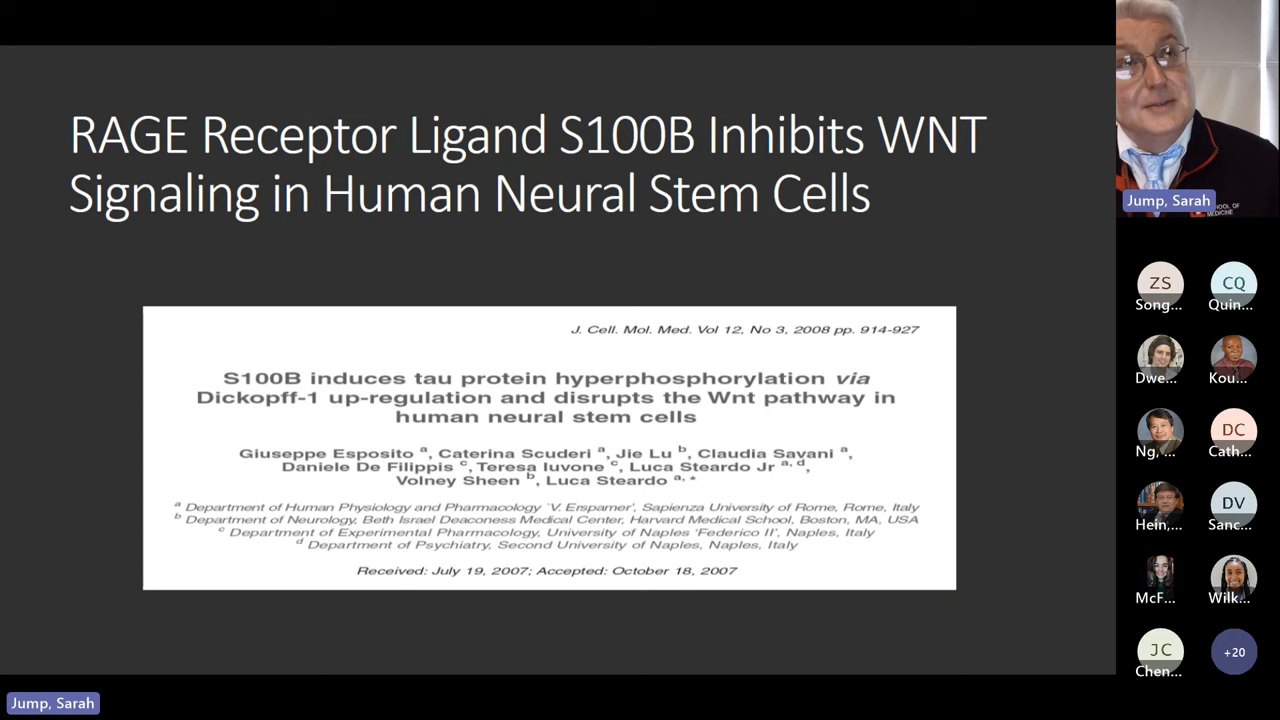 RAGE Receptor Ligand S100B Inhibits WNT
Signaling in Human Neural Stem Cells
J. Cell. Mol. Med. Vol 12, No 3, 2008 pp. 914-927
S100B induces tau protein hyperphosphorylation via
Dickopff-1 up-regulation and disrupts the Wnt pathway in
human neural stem cells
Giuseppe Esposito a, Caterina Scuderi a, Jie Lu b, Claudia Savani a,
Daniele De Filippis c, Teresa Iuvone c, Luca Steardo Jr a, d,
Volney Sheen b, Luca Steardo a, *
a Department of Human Physiology and Pharmacology `V. Erspamer', Sapienza University of Rome, Rome, Italy
b Department of Neurology, Beth Israel Deaconess Medical Center, Harvard Medical School, Boston, MA, USA
c Department of Experimental Pharmacology, University of Naples 'Federico II', Naples, Italy
d Department of Psychiatry, Second University of Naples, Naples, Italy
Received: July 19, 2007; Accepted: October 18, 2007
Jump, Sarah
OF
MEDICINE
ZS
Song...
CQ
Quin...
Dwe...
Kou...
Ng, ...
DC
Cath...
Hein,...
DV
Sanc...
McF...
Wilk...
JC
Chen...
+20
Jump, Sarah